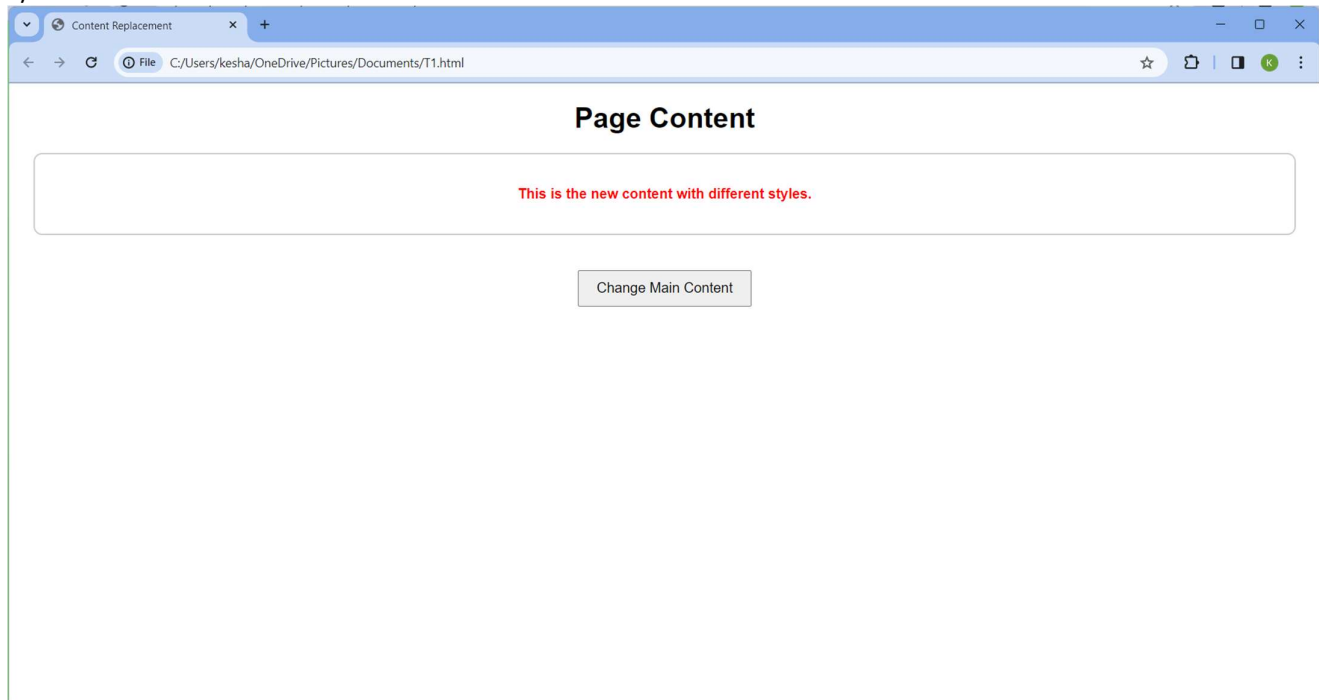 Content Replacement
File C:/Users/kesha/OneDrive/Pictures/Documents/T1.html
K
Page Content
This is the new content with different styles.
Change Main Content